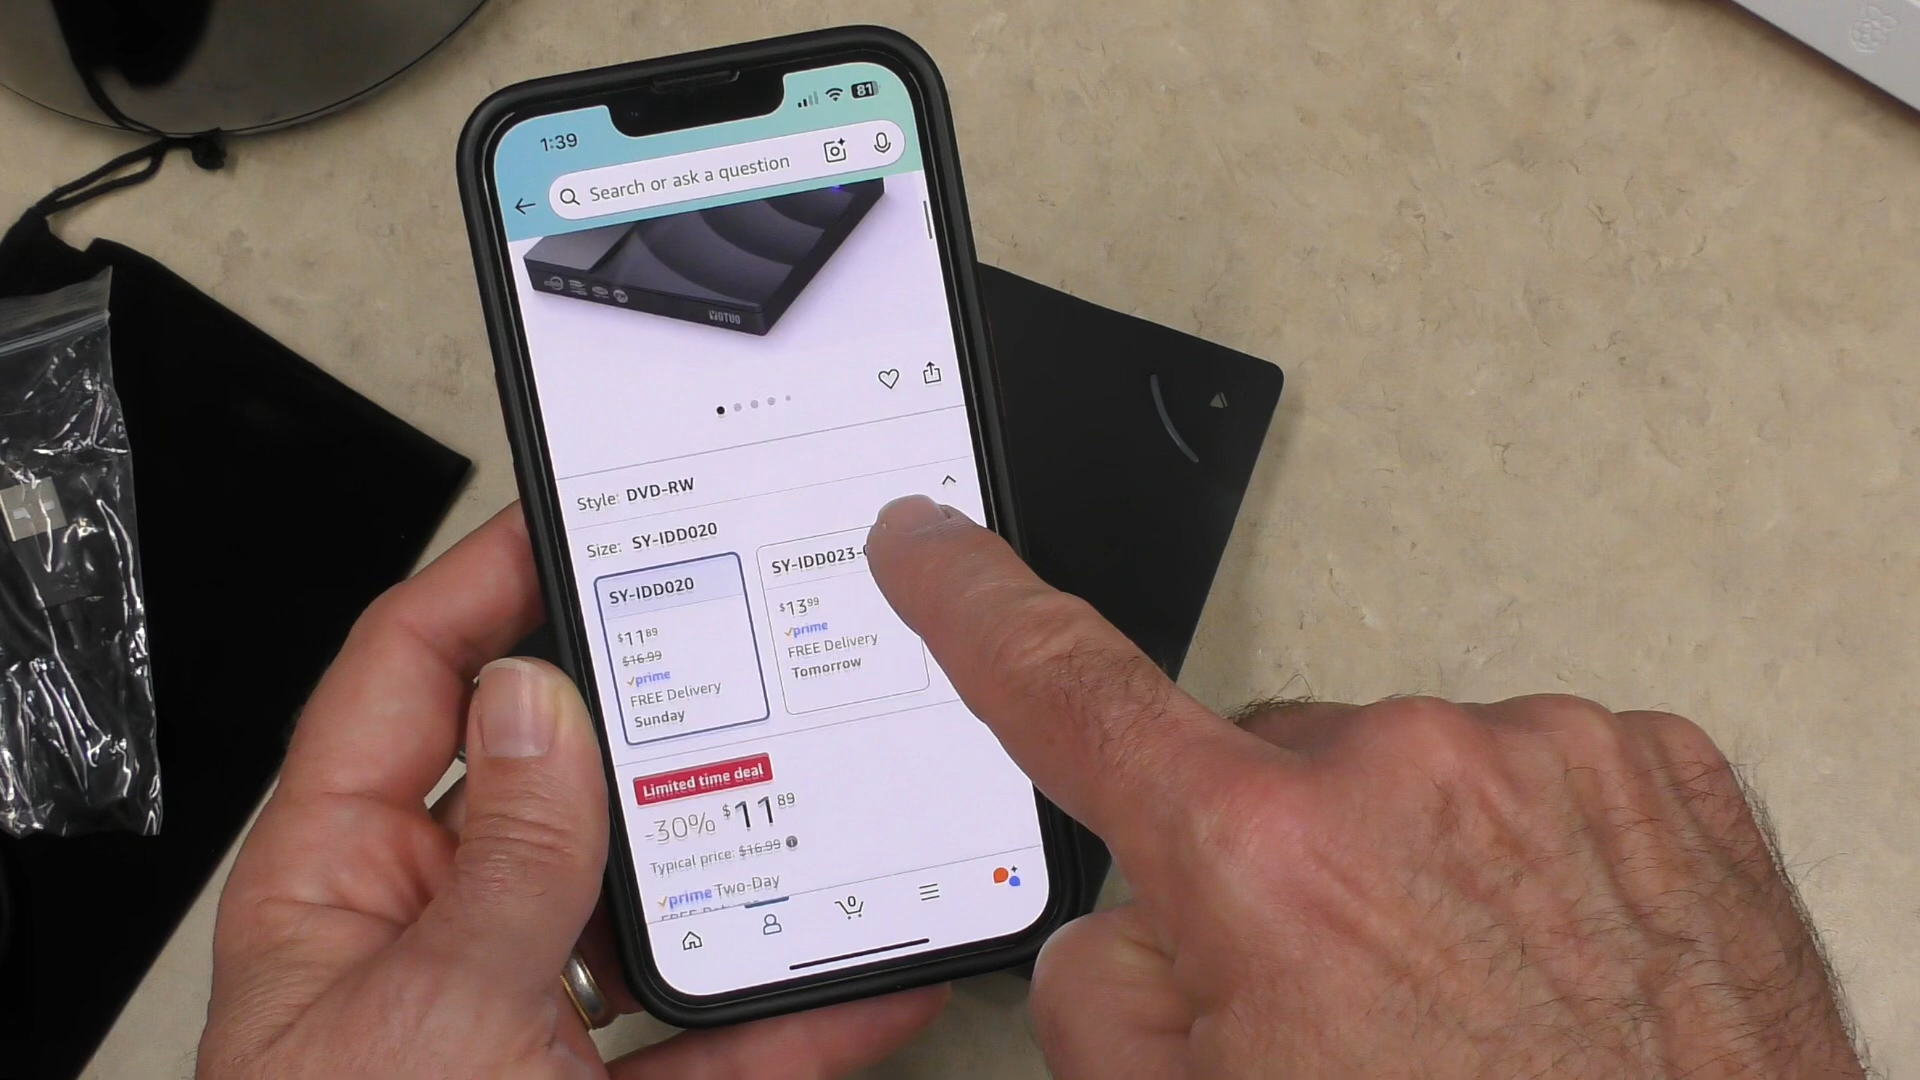 1:39
81
Search or ask a question
Style: DVD-RW
Size: SY-IDD020
SY-IDD020
$11 89
$16.99
prime
FREE Delivery
Sunday
SY-IDD023-
$13 99
prime
FREE Delivery
Tomorrow
Limited time deal
-30% $11 89
Typical price: $16.99
prime Two-Day
0